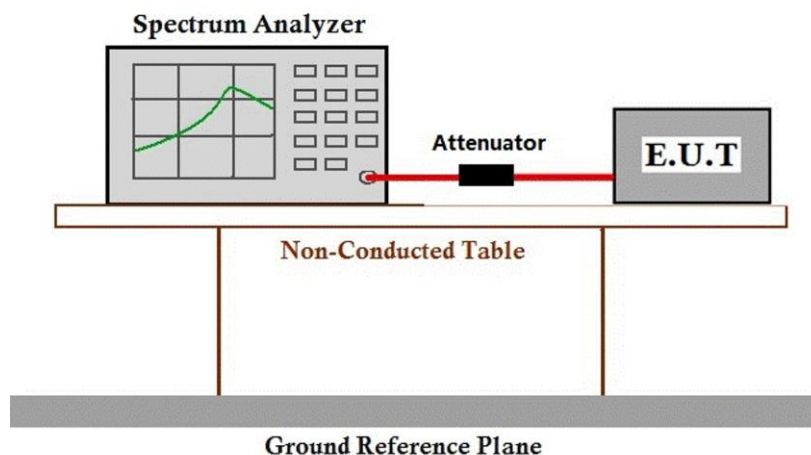 Spectrum Analyzer
Attenuator
E.U.T
Non-Conducted Table
Ground Reference Plane